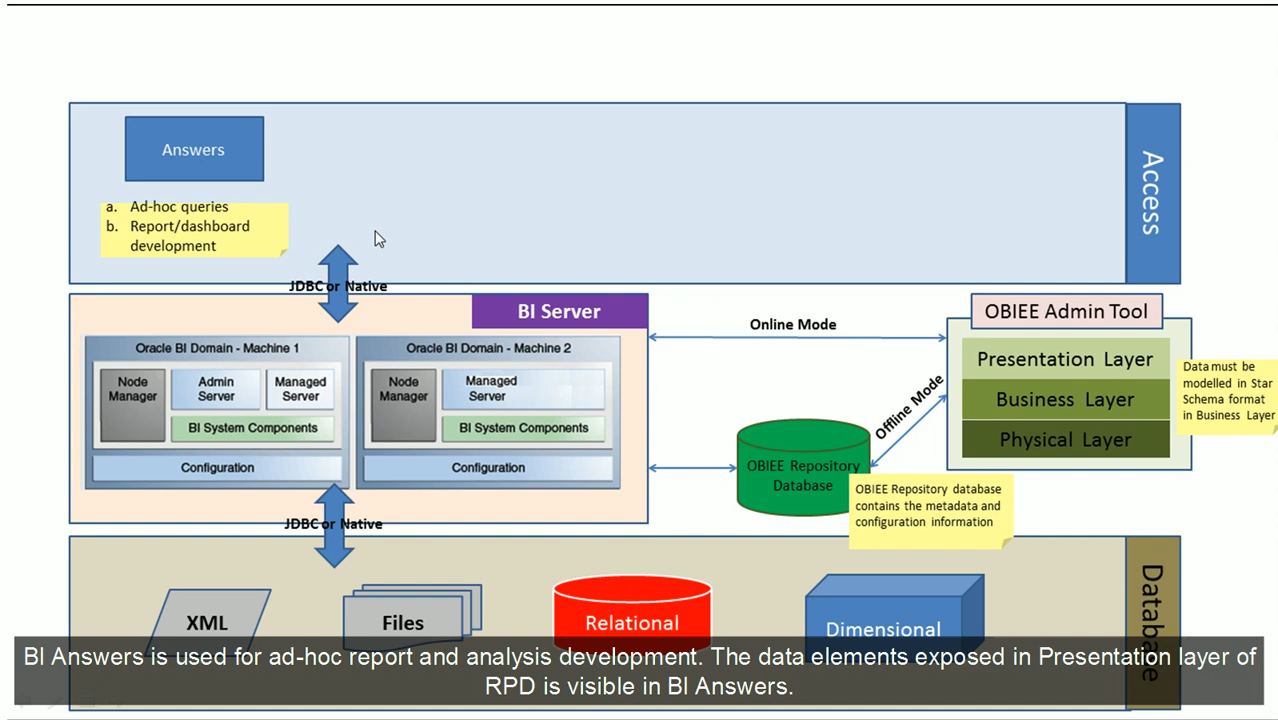 Answers
a. Ad-hoc queries
b. Report/dashboard
development
Access
JDBC or Native
BI Server
Oracle BI Domain - Machine 1
Node
Manager
Admin
Server
Managed
Server
BI System Components
Configuration
Oracle BI Domain - Machine 2
Node
Manager
Managed
Server
BI System Components
Configuration
Online Mode
Offline Mode
OBIEE Admin Tool
Presentation Layer
Business Layer
Physical Layer
Data must be
modelled in Star
Schema format
in Business Layer
OBIEE Repository
Database
OBIEE Repository database
contains the metadata and
configuration information
JDBC or Native
XML
Files
Relational
Dimensional
Database
BI Answers is used for ad-hoc report and analysis development. The data elements exposed in Presentation layer of
RPD is visible in BI Answers.